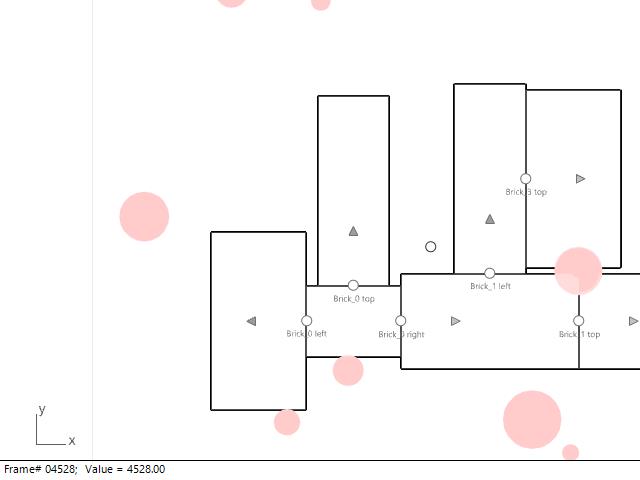 Brick_3 top
Brick_1 left
Brick_0 top
Brick_0 left
Brick_0 right
Brick_1 top
y
x
Frame# 04528; Value = 4528.00